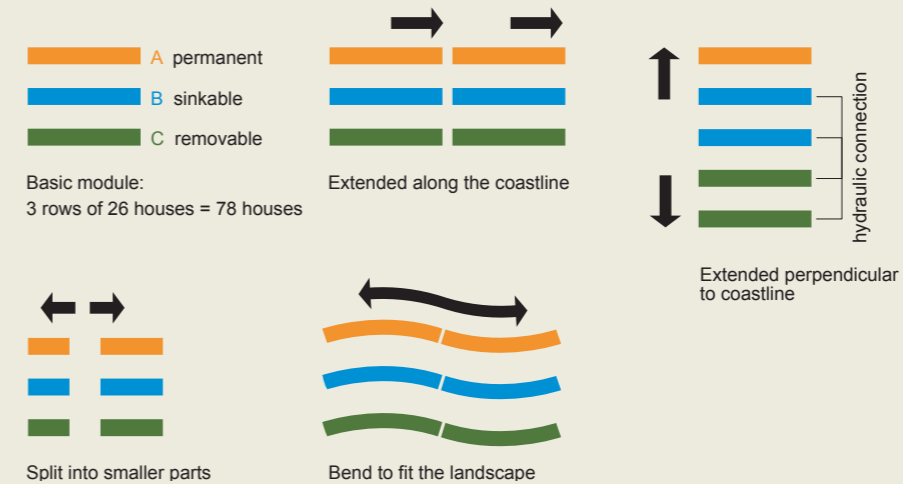 A permanent
B sinkable
C removable
Basic module:
3 rows of 26 houses = 78 houses
Extended along the coastline
hydraulic connection
Extended perpendicular
to coastline
Split into smaller parts
Bend to fit the landscape